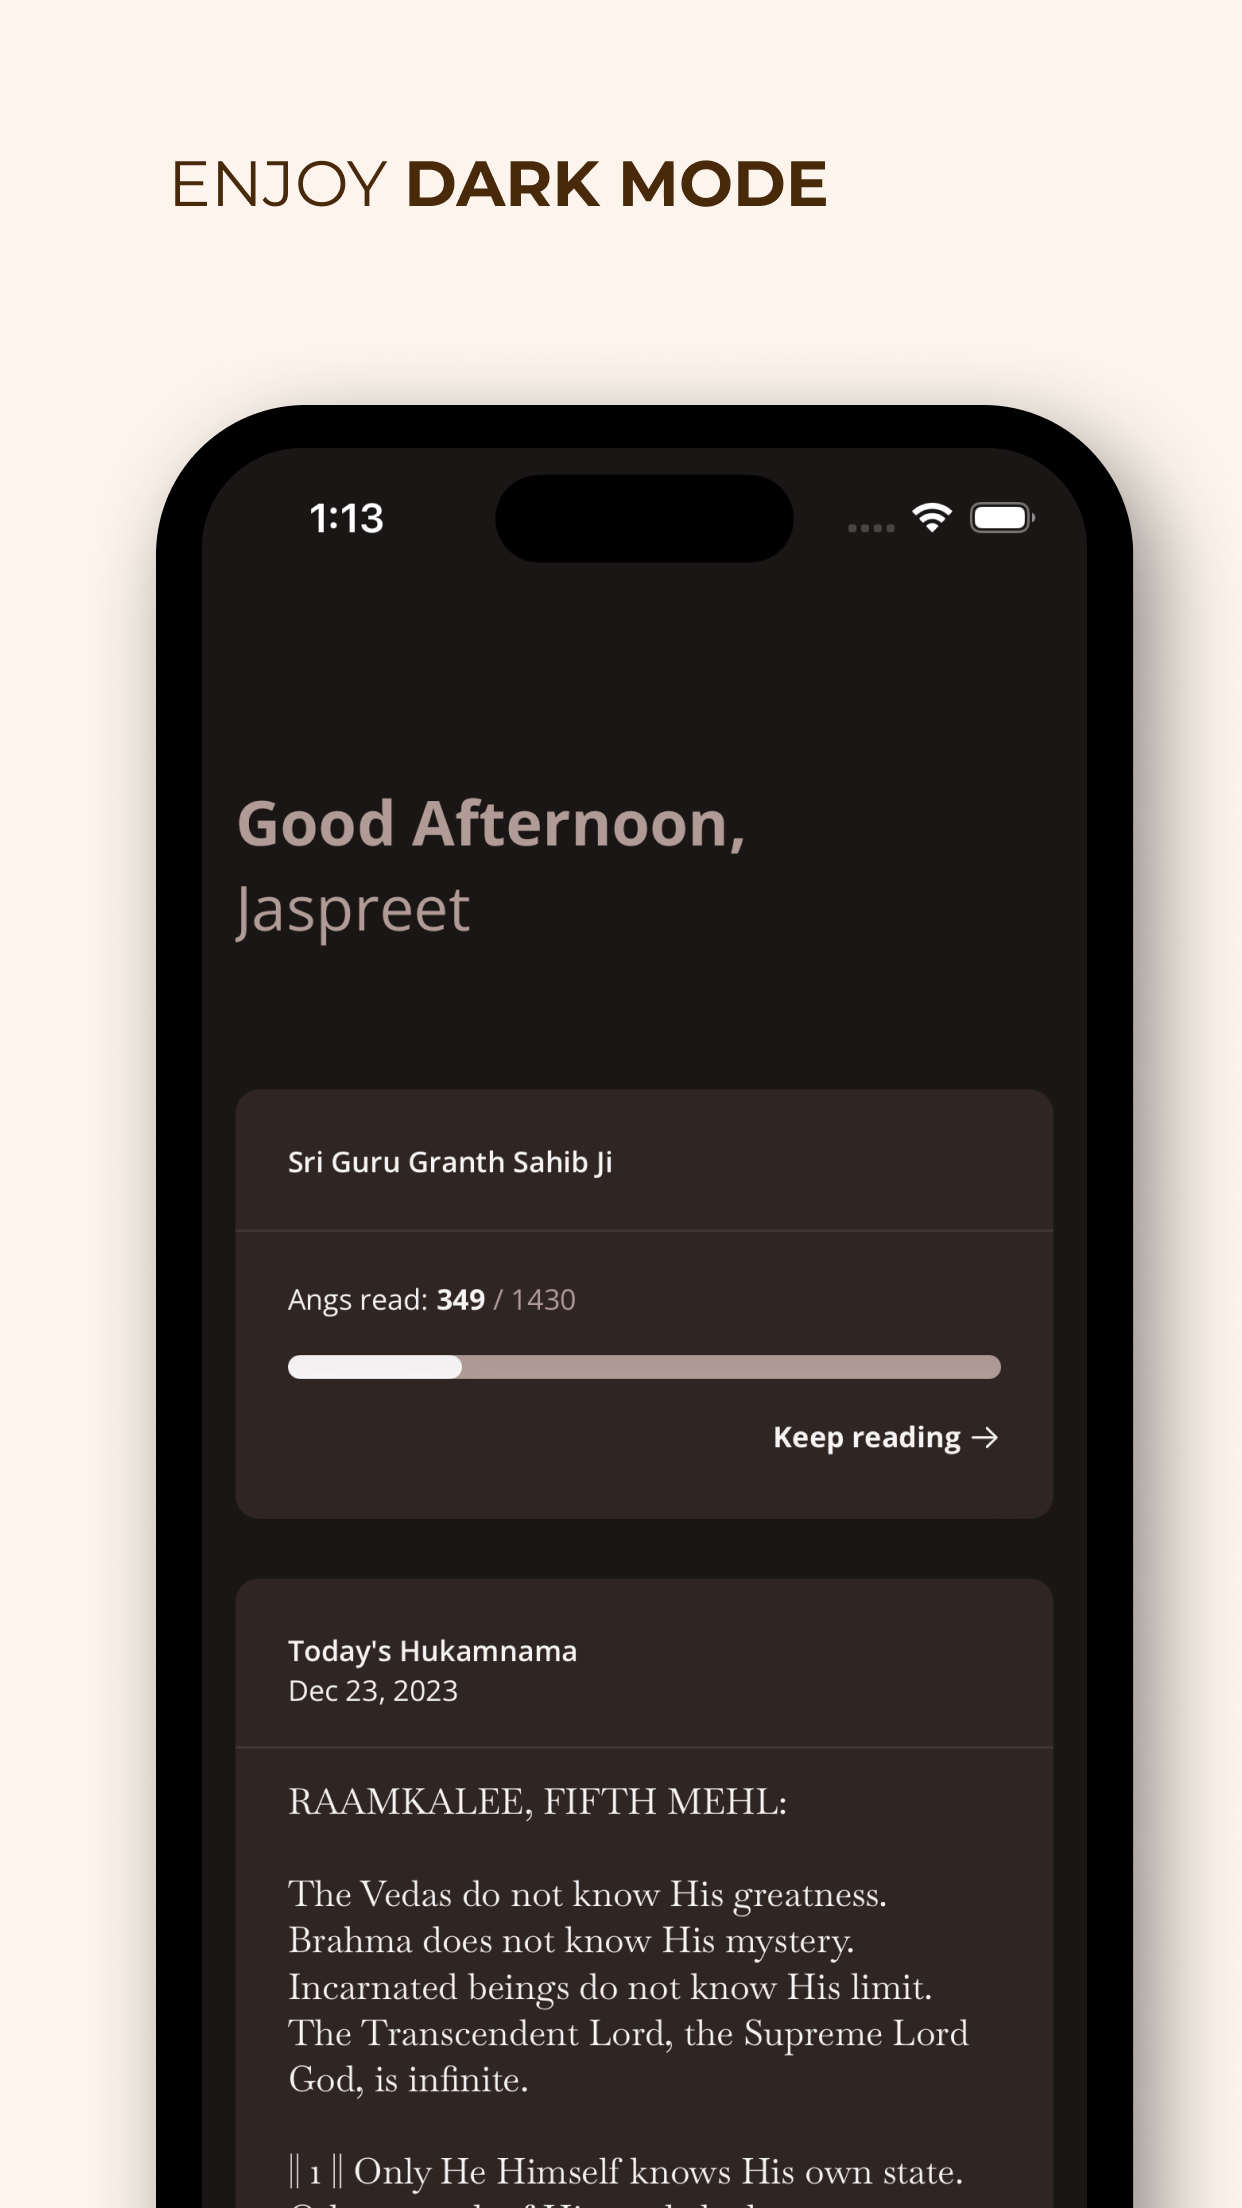 ENJOY DARK MODE
1:13
Good Afternoon,
Jaspreet
Sri Guru Granth Sahib Ji
Angs read: 349 / 1430
Keep reading →
Today's Hukamnama
Dec 23, 2023
RAAMKALEE, FIFTH MEHL:
The Vedas do not know His greatness.
Brahma does not know His mystery.
Incarnated beings do not know His limit.
The Transcendent Lord, the Supreme Lord
God, is infinite.
|| 1 || Only He Himself knows His own state.